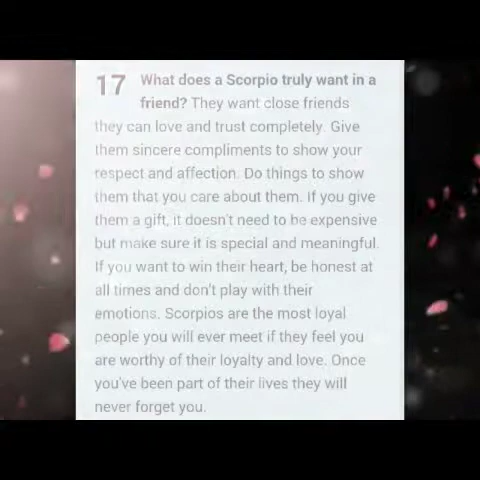 17 What does a Scorpio truly want in a
friend? They want close friends
they can love and trust completely. Give
them sincere compliments to show your
respect and affection. Do things to show
them that you care about them. If you give
them a gift, it doesn't need to be expensive
but make sure it is special and meaningful.
If you want to win their heart, be honest at
all times and don't play with their
emotions. Scorpios are the most loyal
people you will ever meet if they feel you
are worthy of their loyalty and love. Once
you've been part of their lives they will
never forget you.